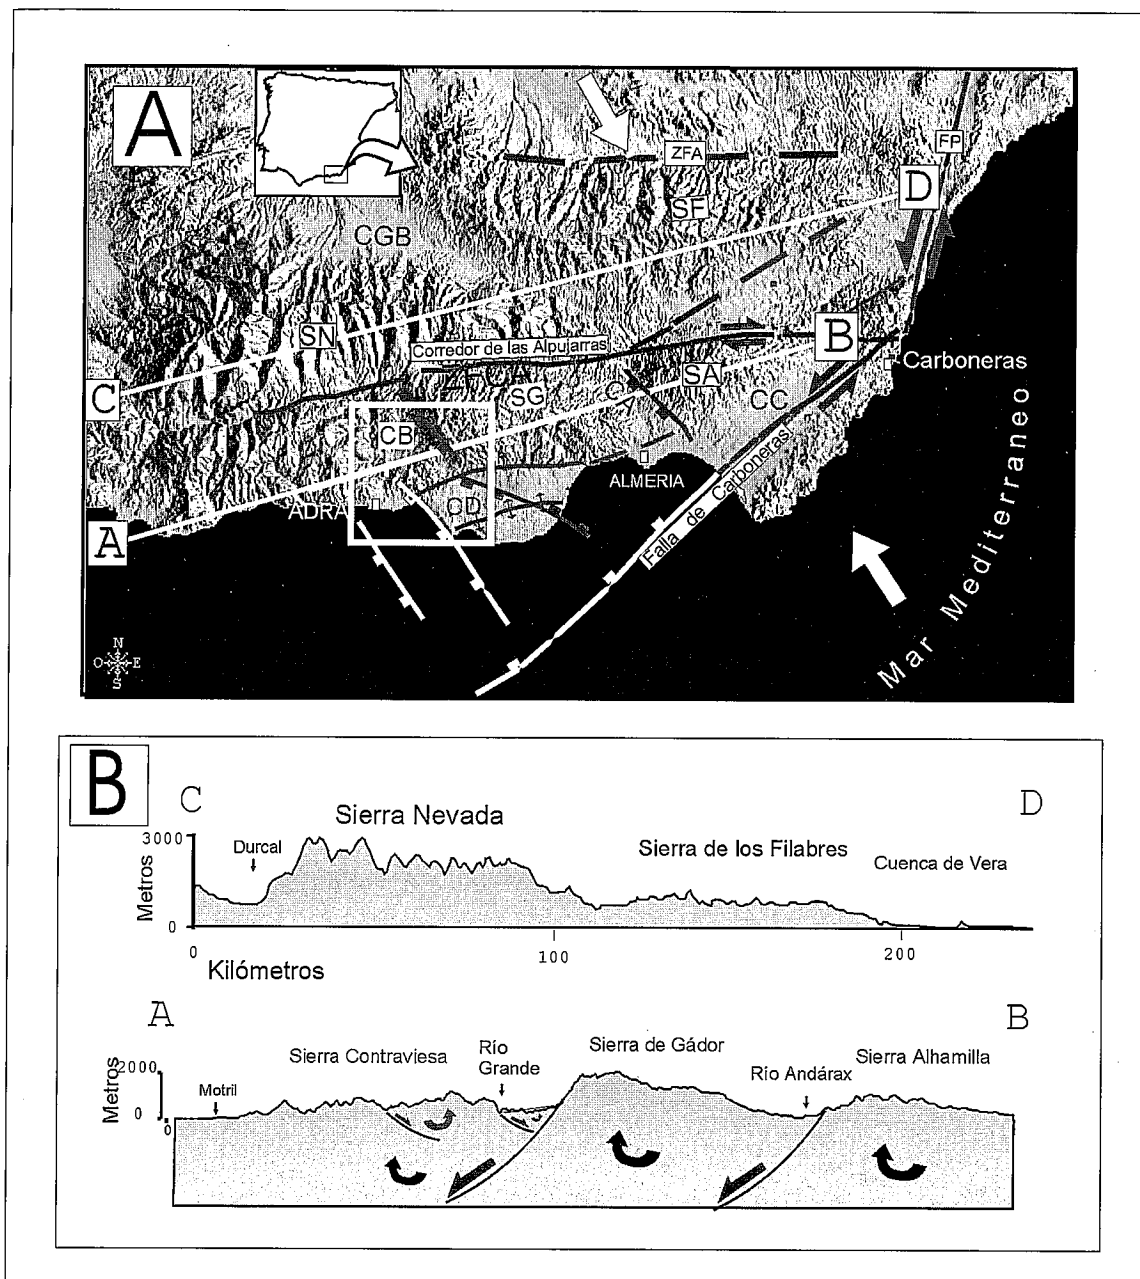 A
ZFA
FP
D
SF
CGB
SN
Corredor de las Alpujarras
B
Carboneras
C
SA
SG
CC
CB
ALMERIA
ADRA
CD
A
Falla de Carboneras
Mar Mediterraneo
N
O E
S
B
C
D
Sierra Nevada
3000
Durcal
Sierra de los Filabres
Cuenca de Vera
Metros
0
0
100
200
Kilómetros
A
B
Sierra Contraviesa
Río
Grande
Sierra de Gádor
Río Andárax
Sierra Alhamilla
Metros
2000
Motril
0
0